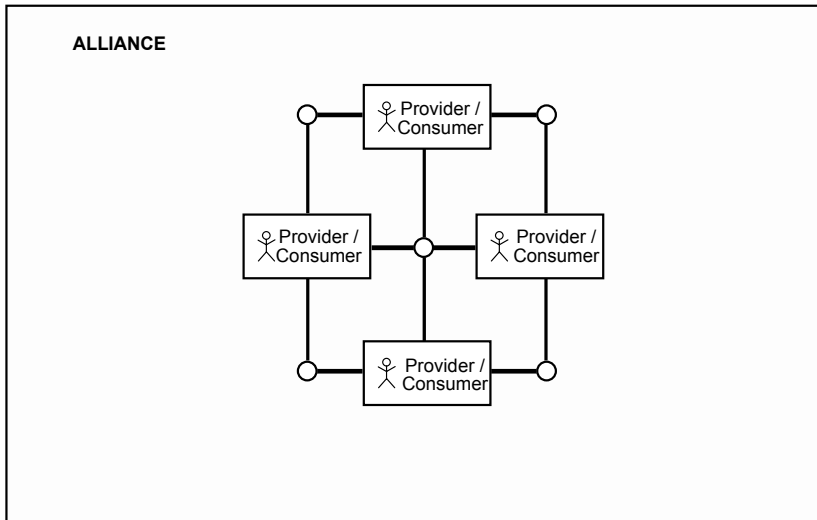 ALLIANCE
Provider /
Consumer
Provider /
Consumer
Provider /
Consumer
Provider /
Consumer